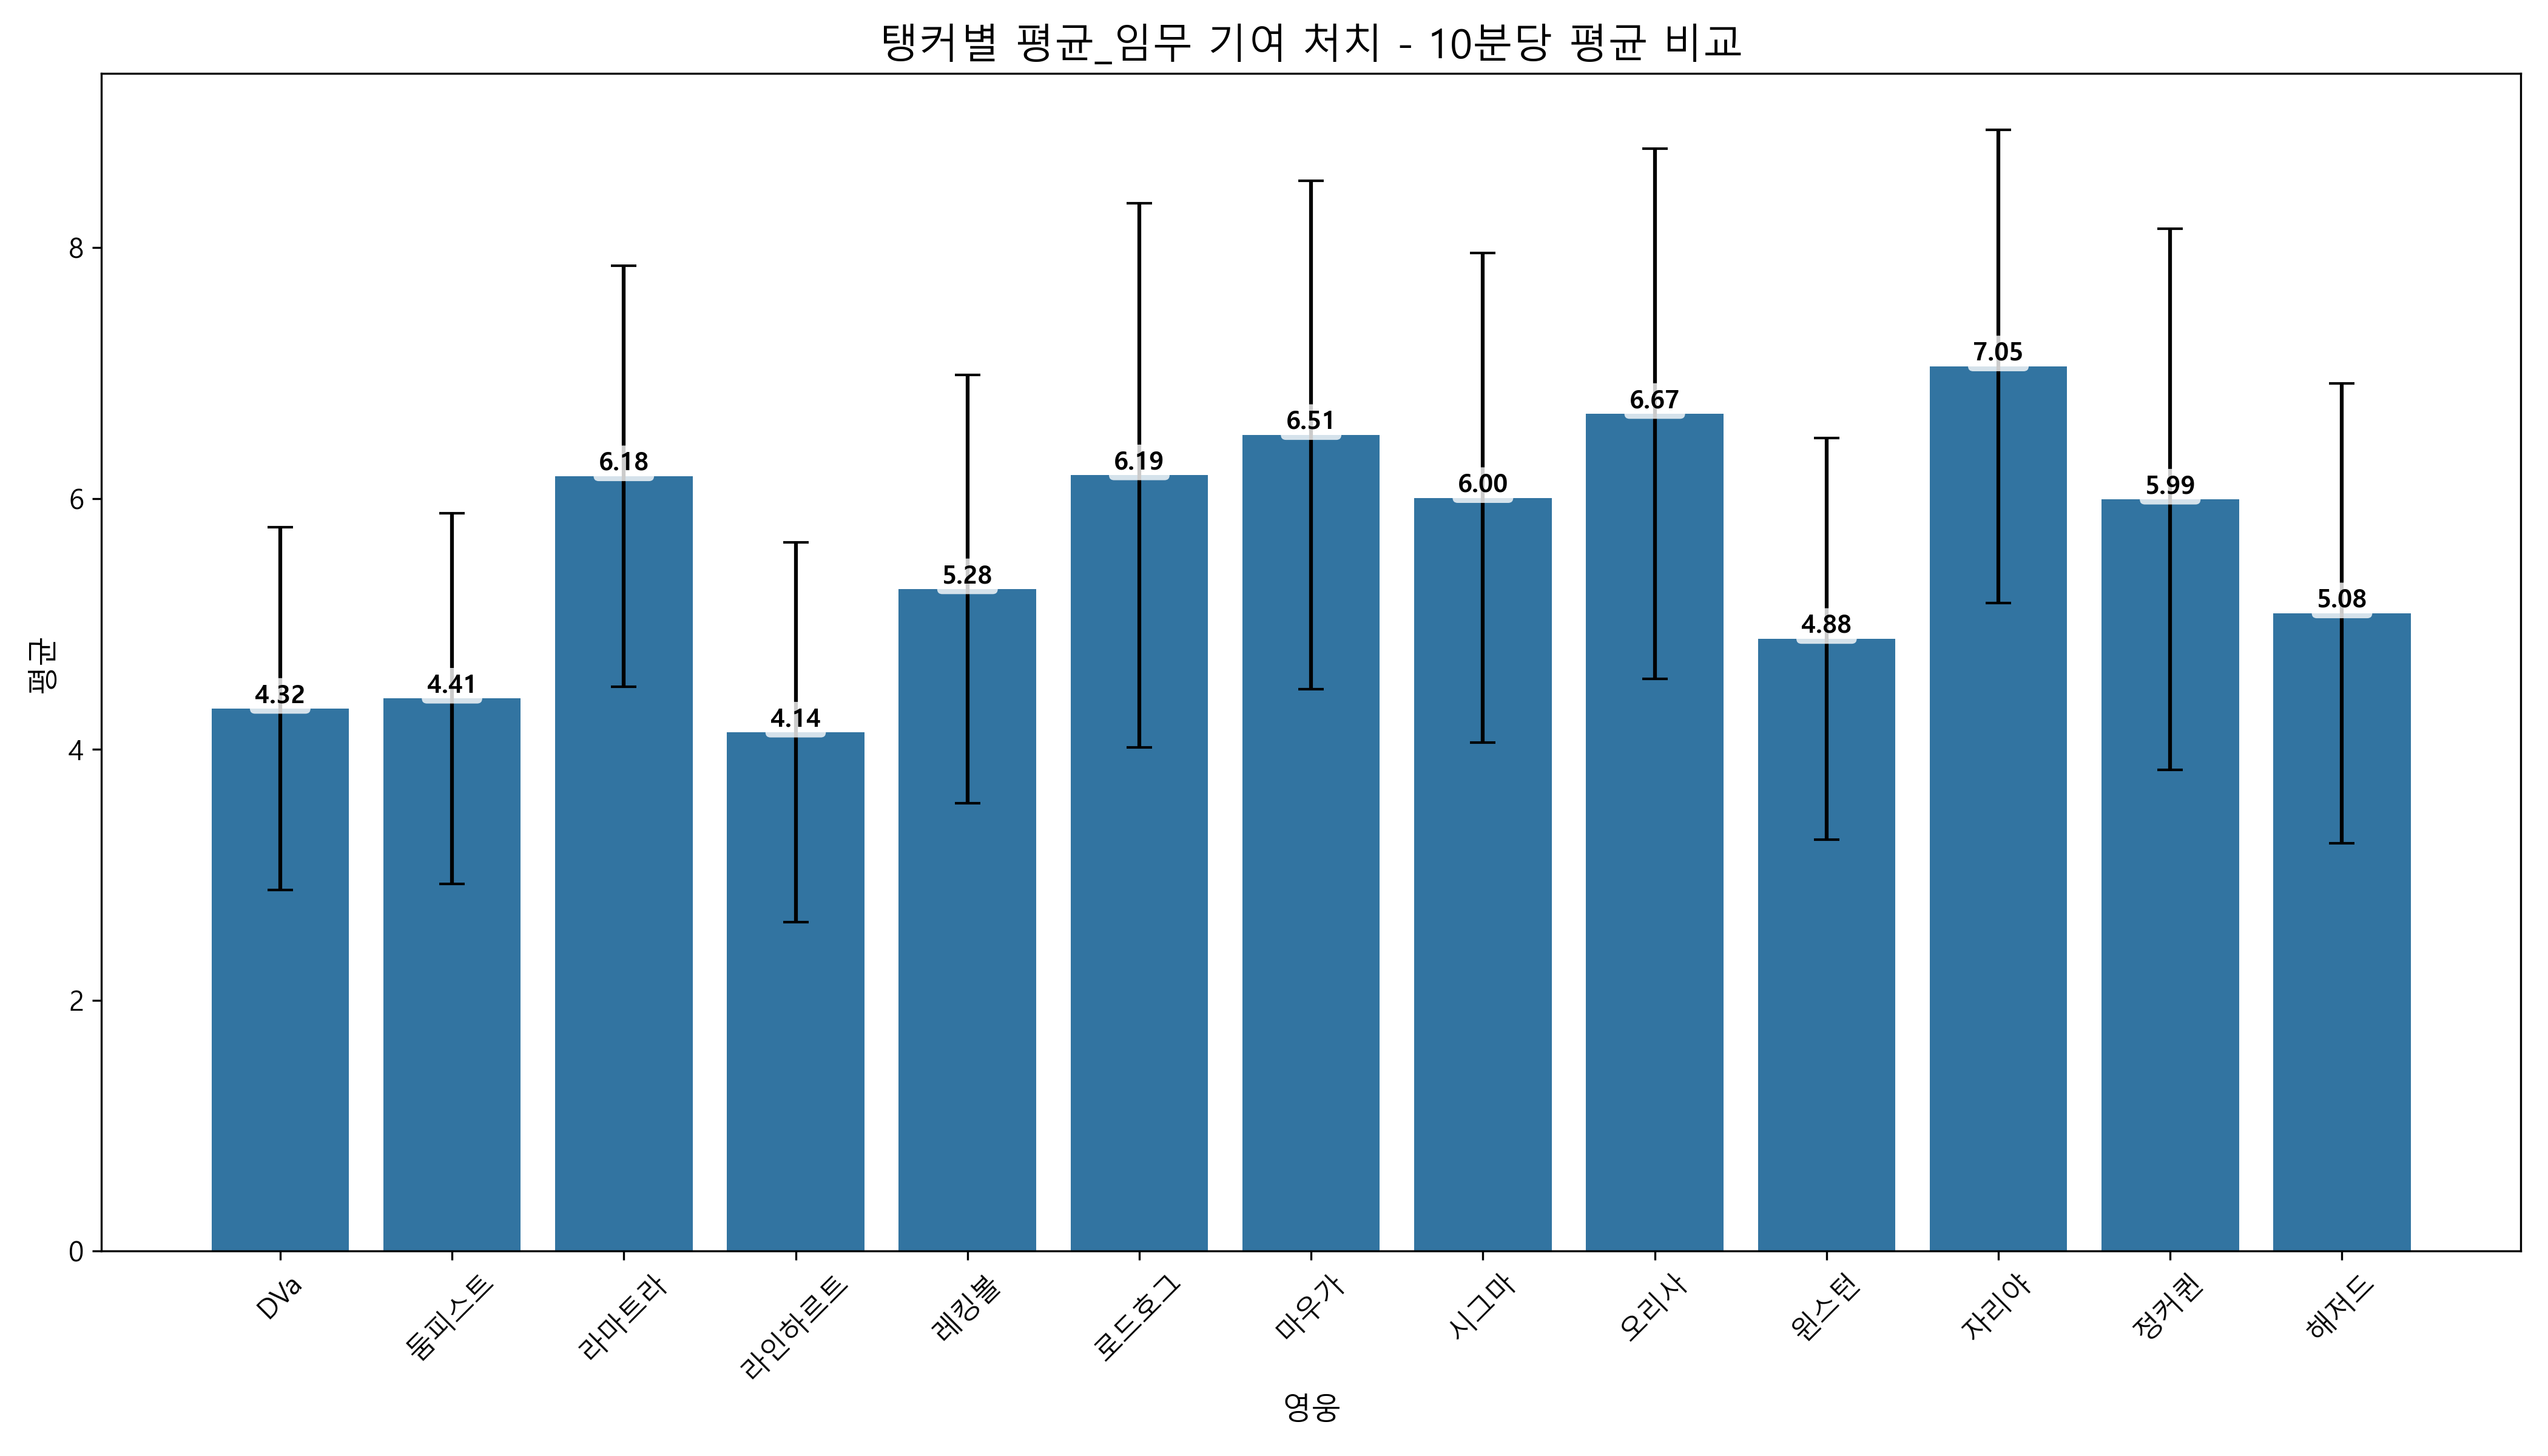 탱커별 평균_임무 기여 처치 - 10분당 평균 비교
평균
8
6
4
2
0
4.32
4.41
6.18
4.14
5.28
6.19
6.51
6.00
6.67
4.88
7.05
5.99
5.08
DVa
둠피스트
라마트라
라인하르트
레킹볼
로드호그
마우가
시그마
오리사
윈스턴
자리야
정커퀸
해저드
영웅